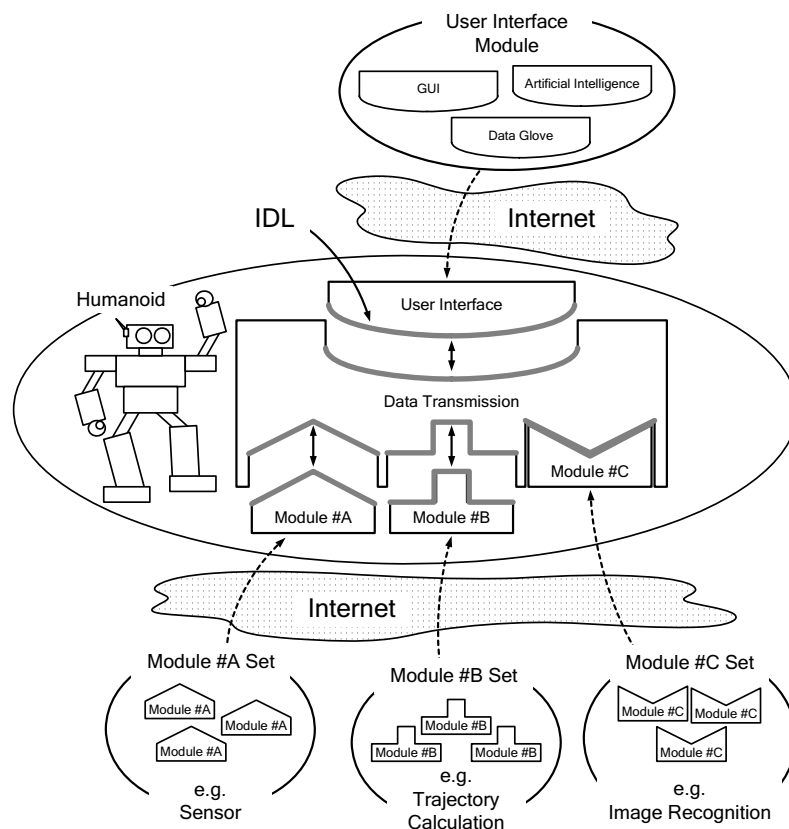 User Interface
Module
GUI
Artificial Intelligence
Data Glove
Internet
IDL
Humanoid
User Interface
Data Transmission
Module #C
Module #A
Module #B
Internet
Module #A Set
Module #B Set
Module #C Set
Module #A
Module #A
Module #A
Module #B
Module #B
Module #B
Module #C
Module #C
Module #C
e.g.
Sensor
e.g.
Trajectory
Calculation
e.g.
Image Recognition